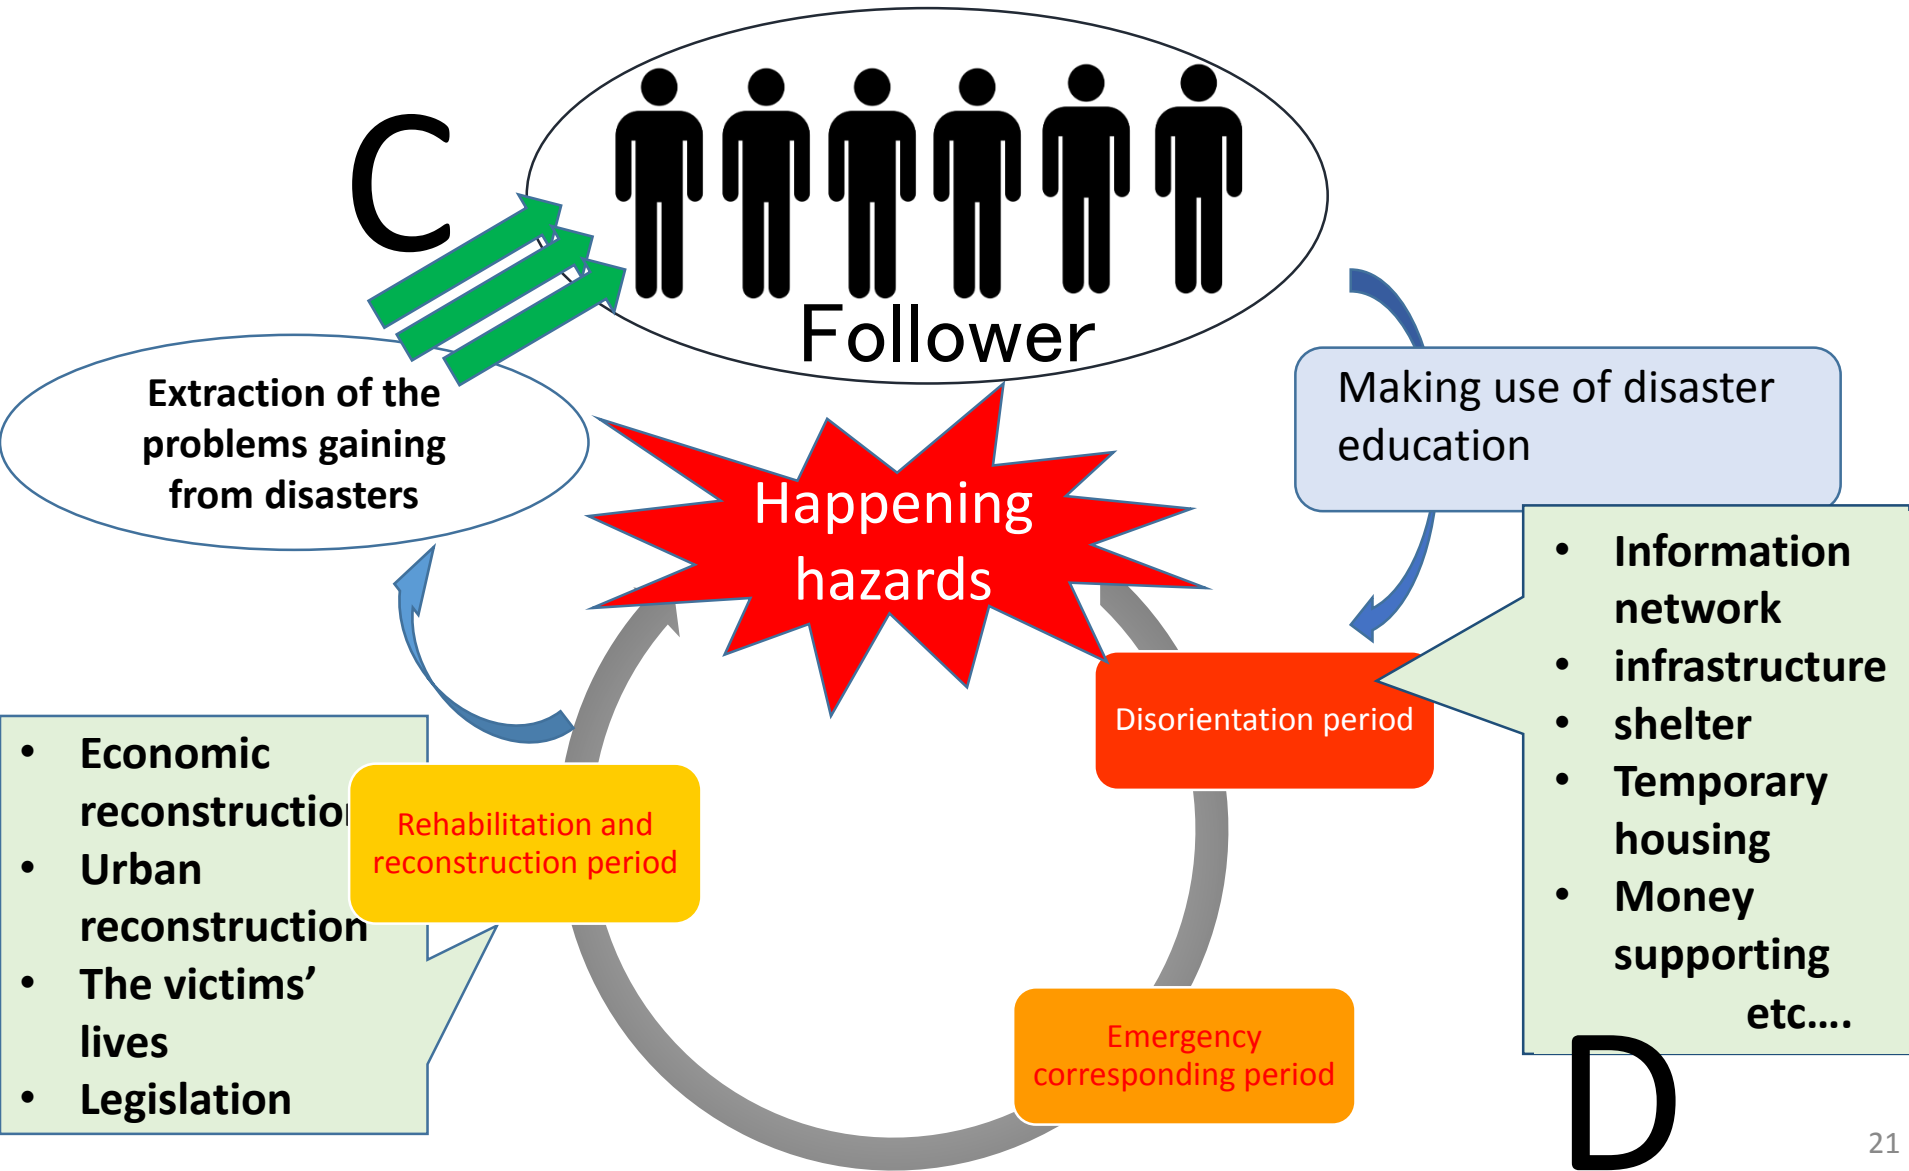 C
Follower
Extraction of the
problems gaining
from disasters
Making use of disaster
education
Happening
hazards
• Information
network
• infrastructure
• shelter
• Temporary
housing
• Money
supporting
etc....
Disorientation period
• Economic
reconstruction
• Urban
reconstruction
• The victims’
lives
• Legislation
Rehabilitation and
reconstruction period
Emergency
corresponding period
D
21